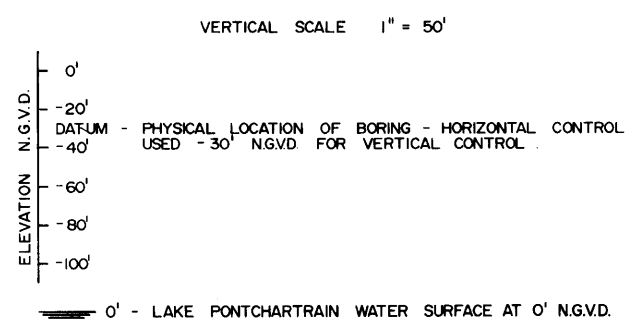 VERTICAL SCALE 1" = 50'
0'
-20'
DATUM - PHYSICAL LOCATION OF BORING - HORIZONTAL CONTROL
USED -30' N.G.V.D. FOR VERTICAL CONTROL
-40'
-60'
-80'
-100'
ELEVATION N.G.V.D.
0' - LAKE PONTCHARTRAIN WATER SURFACE AT 0' N.G.V.D.